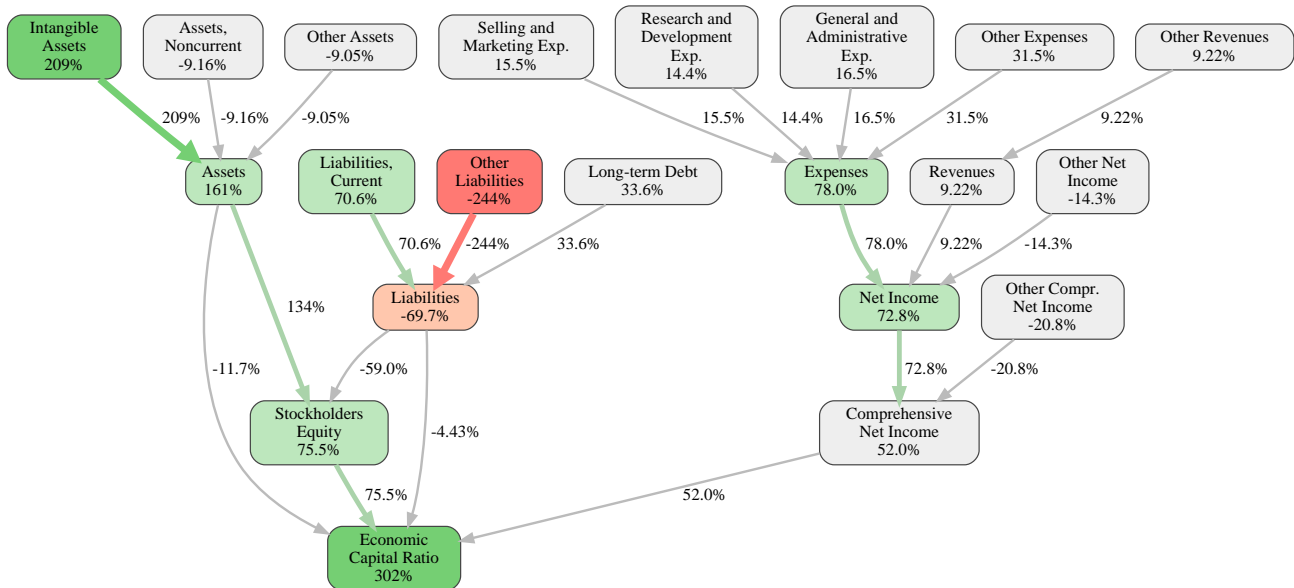 Intangible
Assets
209%
Assets,
Noncurrent
-9.16%
Other Assets
-9.05%
Selling and
Marketing Exp.
15.5%
Research and
Development
Exp.
14.4%
General and
Administrative
Exp.
16.5%
Other Expenses
31.5%
Other Revenues
9.22%
209%
-9.16%
-9.05%
15.5%
14.4%
16.5%
31.5%
9.22%
Assets
161%
Liabilities,
Current
70.6%
Other
Liabilities
-244%
Long-term Debt
33.6%
Expenses
78.0%
Revenues
9.22%
Other Net
Income
-14.3%
70.6%
-244%
33.6%
78.0%
9.22%
-14.3%
134%
Liabilities
-69.7%
Net Income
72.8%
Other Compr.
Net Income
-20.8%
-11.7%
-59.0%
72.8%
-20.8%
Stockholders
Equity
75.5%
-4.43%
Comprehensive
Net Income
52.0%
75.5%
52.0%
Economic
Capital Ratio
302%